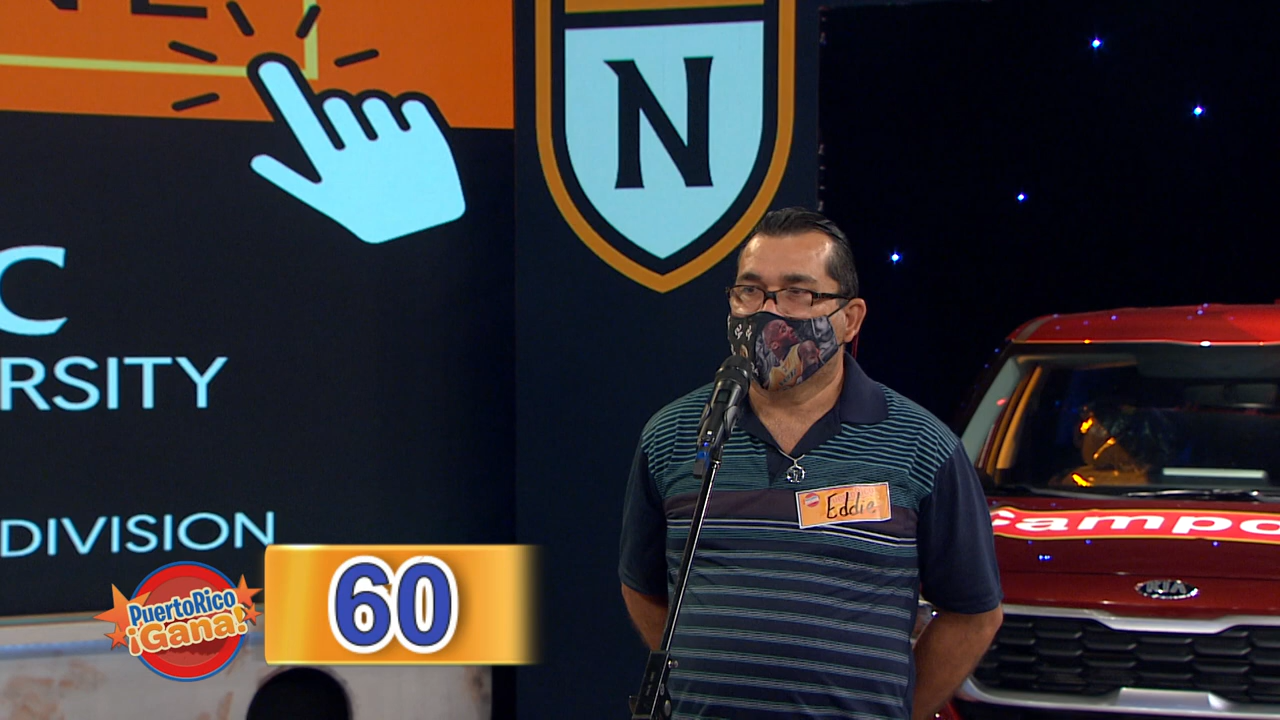 N
C
RSITY
DIVISION
Eddie
PuertoRico
¡Gana!
60
Campo
KIA